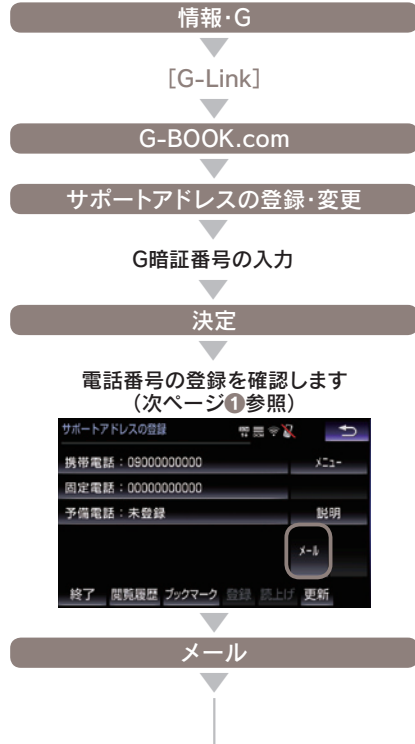 情報･G
［G-Link］
G-BOOK.com
サポートアドレスの登録･変更
G暗証番号の入力
決定
電話番号の登録を確認します
（次ページ❶参照）
サポートアドレスの登録
携帯電話：09000000000
メニュー
固定電話：00000000000
予備電話：未登録
説明
メール
終了 閲覧履歴 ブックマーク 登録 読上げ 更新
メール